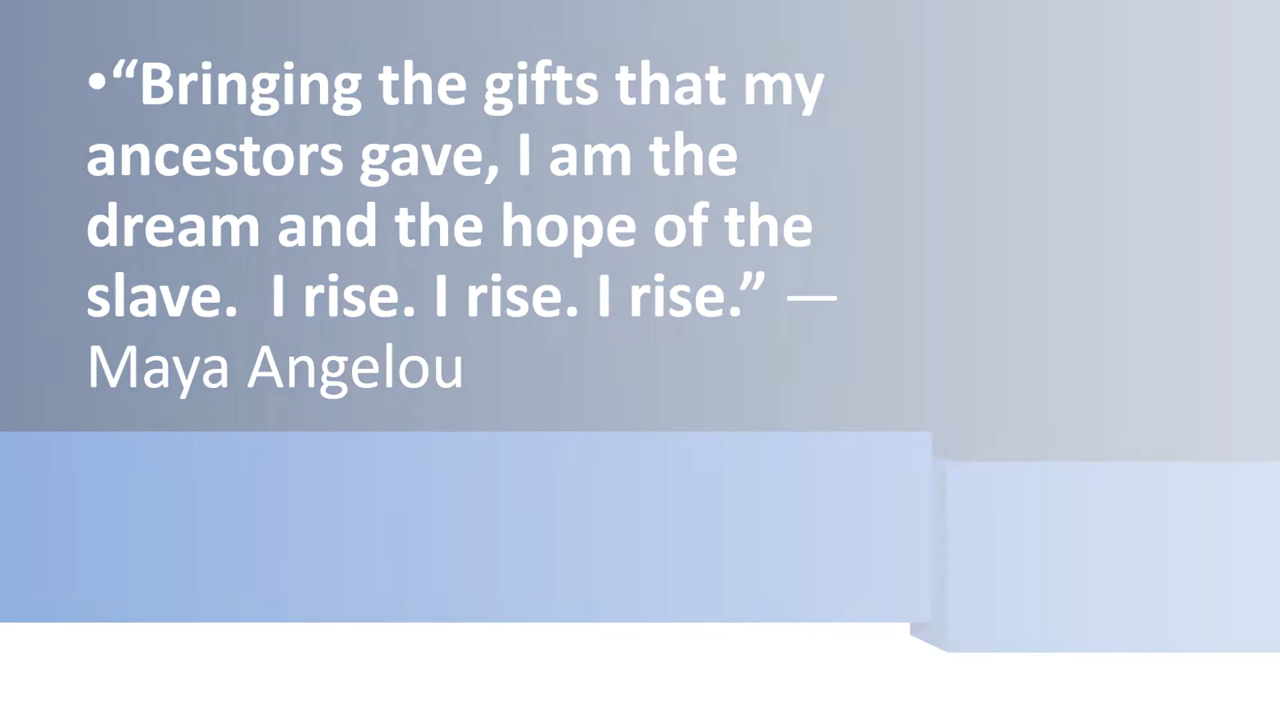 •“Bringing the gifts that my
ancestors gave, I am the
dream and the hope of the
slave.  I rise. I rise. I rise.” —
Maya Angelou